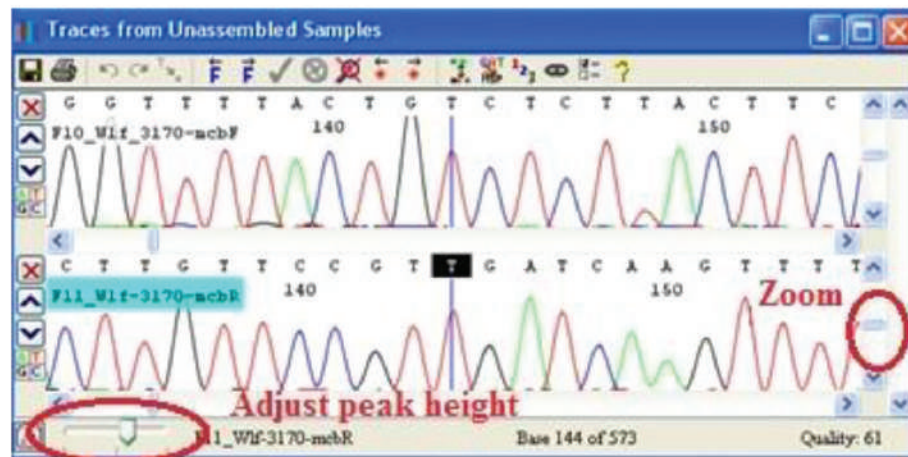 Traces from Unassembled Samples
G G T T T T A C T G T C T C T T A C T T C
140 150
F10_Wlf_3170-mcbF
C T T G T T C C G T T T G A T C A A G T T T T
140 150
F11_Wlf-3170-mcbR
Zoom
Adjust peak height
F11_Wlf-3170-mcbR Base 144 of 573 Quality: 61